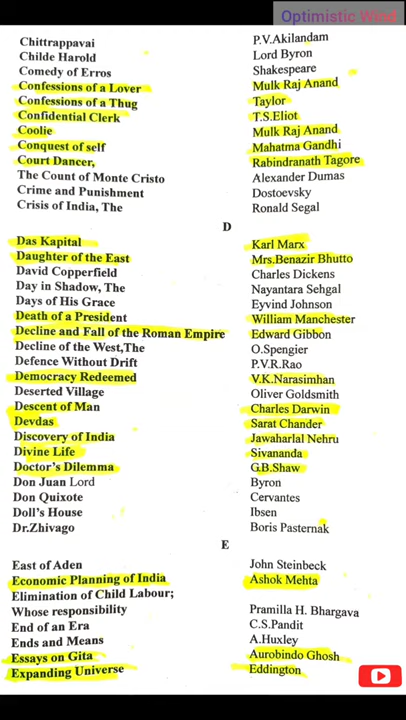 Optimistic Wind
Chittrappavai P.V.Akilandam
Childe Harold Lord Byron
Comedy of Erros Shakespeare
Confessions of a Lover Mulk Raj Anand
Confessions of a Thug Taylor
Confidential Clerk T.S.Eliot
Coolie Mulk Raj Anand
Conquest of self Mahatma Gandhi
Court Dancer, Rabindranath Tagore
The Count of Monte Cristo Alexander Dumas
Crime and Punishment Dostoevsky
Crisis of India, The Ronald Segal
D
Das Kapital Karl Marx
Daughter of the East Mrs.Benazir Bhutto
David Copperfield Charles Dickens
Day in Shadow, The Nayantara Sehgal
Days of His Grace Eyvind Johnson
Death of a President William Manchester
Decline and Fall of the Roman Empire Edward Gibbon
Decline of the West,The O.Spengier
Defence Without Drift P.V.R.Rao
Democracy Redeemed V.K.Narasimhan
Deserted Village Oliver Goldsmith
Descent of Man Charles Darwin
Devdas Sarat Chander
Discovery of India Jawaharlal Nehru
Divine Life Sivananda
Doctor's Dilemma G.B.Shaw
Don Juan Lord Byron
Don Quixote Cervantes
Doll's House Ibsen
Dr.Zhivago Boris Pasternak
E
East of Aden John Steinbeck
Economic Planning of India Ashok Mehta
Elimination of Child Labour;
Whose responsibility Pramilla H. Bhargava
End of an Era C.S.Pandit
Ends and Means A.Huxley
Essays on Gita Aurobindo Ghosh
Expanding Universe Eddington